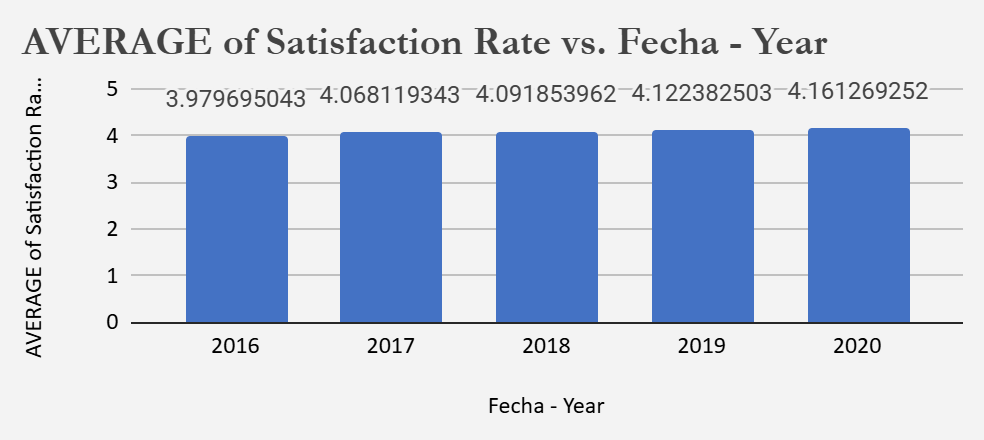 AVERAGE of Satisfaction Rate vs. Fecha - Year
AVERAGE of Satisfaction Ra...
5
4
3
2
1
0
3.979695043 4.068119343 4.091853962 4.122382503 4.161269252
2016 2017 2018 2019 2020
Fecha - Year